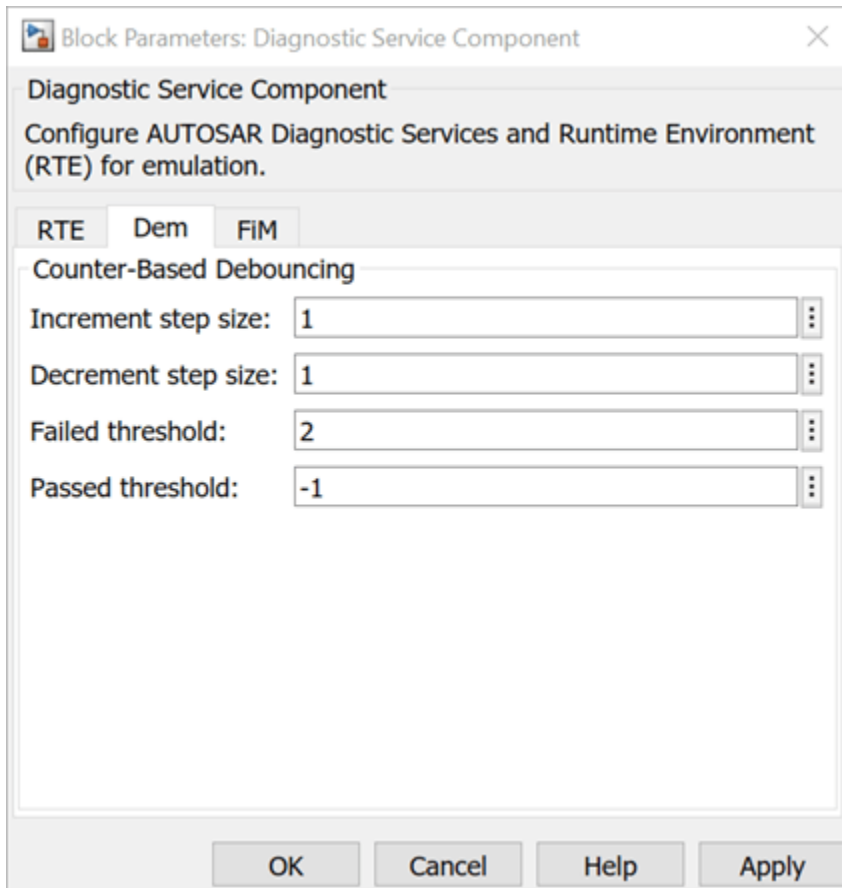 Block Parameters: Diagnostic Service Component
Diagnostic Service Component
Configure AUTOSAR Diagnostic Services and Runtime Environment
(RTE) for emulation.
RTE Dem FiM
Counter-Based Debouncing
Increment step size: 1
Decrement step size: 1
Failed threshold: 2
Passed threshold: -1
OK Cancel Help Apply